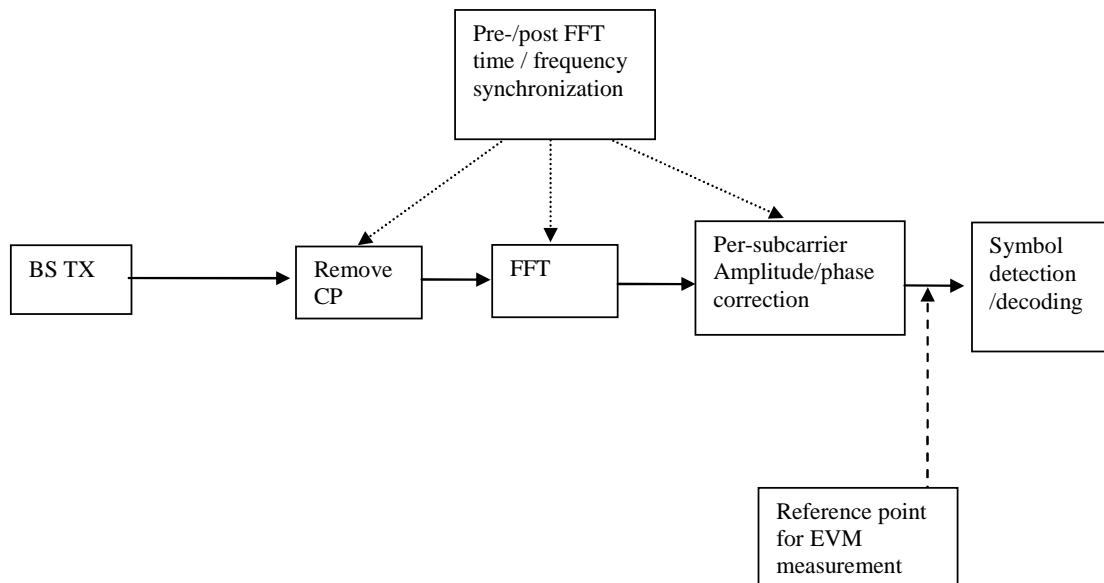 Pre-/post FFT
time / frequency
synchronization
BS TX
Remove
CP
FFT
Per-subcarrier
Amplitude/phase
correction
Symbol
detection
/decoding
Reference point
for EVM
measurement